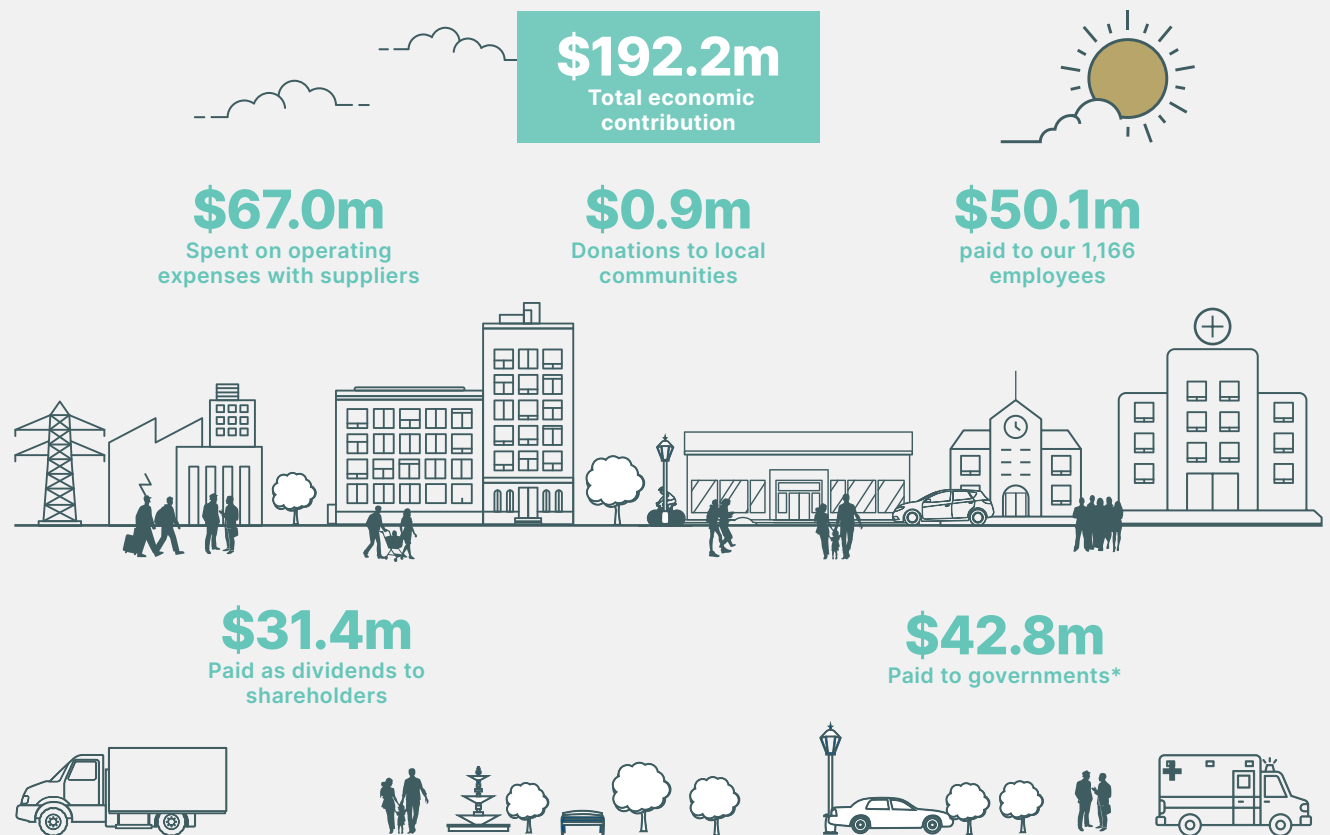 $192.2m
Total economic
contribution
$67.0m
Spent on operating
expenses with suppliers
$0.9m
Donations to local
communities
$50.1m
paid to our 1,166
employees
$31.4m
Paid as dividends to
shareholders
$42.8m
Paid to governments*